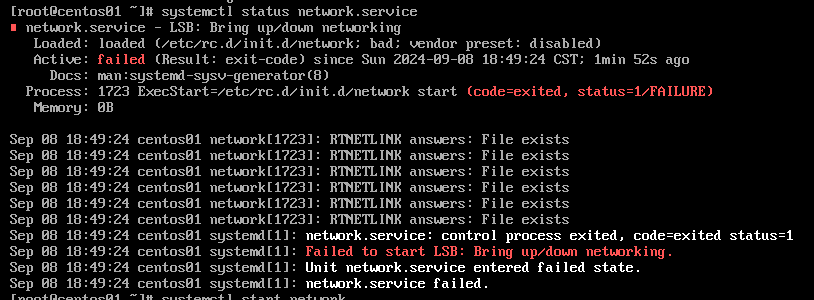 [root@centos01 ~]# systemctl status network.service
● network.service - LSB: Bring up/down networking
Loaded: loaded (/etc/rc.d/init.d/network; bad; vendor preset: disabled)
Active: failed (Result: exit-code) since Sun 2024-09-08 18:49:24 CST; 1min 52s ago
Docs: man:systemd-sysv-generator(8)
Process: 1723 ExecStart=/etc/rc.d/init.d/network start (code=exited, status=1/FAILURE)
Memory: 0B
Sep 08 18:49:24 centos01 network[1723]: RTNETLINK answers: File exists
Sep 08 18:49:24 centos01 network[1723]: RTNETLINK answers: File exists
Sep 08 18:49:24 centos01 network[1723]: RTNETLINK answers: File exists
Sep 08 18:49:24 centos01 network[1723]: RTNETLINK answers: File exists
Sep 08 18:49:24 centos01 network[1723]: RTNETLINK answers: File exists
Sep 08 18:49:24 centos01 network[1723]: RTNETLINK answers: File exists
Sep 08 18:49:24 centos01 systemd[1]: network.service: control process exited, code=exited status=1
Sep 08 18:49:24 centos01 systemd[1]: Failed to start LSB: Bring up/down networking.
Sep 08 18:49:24 centos01 systemd[1]: Unit network.service entered failed state.
Sep 08 18:49:24 centos01 systemd[1]: network.service failed.
[root@centos01 ~]# systemctl start network